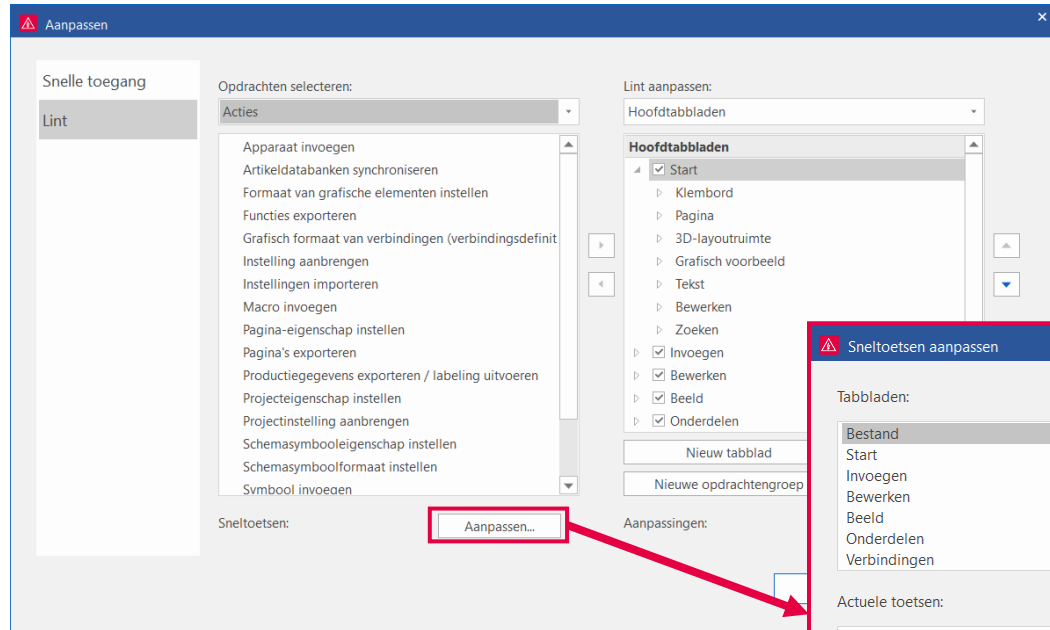 Aanpassen
Snelle toegang
Lint
Opdrachten selecteren:
Acties
Apparaat invoegen
Artikeldatabanken synchroniseren
Formaat van grafische elementen instellen
Functies exporteren
Grafisch formaat van verbindingen (verbindingsdefinit
Instelling aanbrengen
Instellingen importeren
Macro invoegen
Pagina-eigenschap instellen
Pagina's exporteren
Productiegegevens exporteren / labeling uitvoeren
Projecteigenschap instellen
Projectinstelling aanbrengen
Schemasymbooleigenschap instellen
Schemasymboolformaat instellen
Symbool invoegen
Sneltoetsen:
Aanpassen...
Lint aanpassen:
Hoofdtabbladen
Hoofdtabbladen
Start
Klembord
Pagina
3D-layoutruimte
Grafisch voorbeeld
Tekst
Bewerken
Zoeken
Invoegen
Bewerken
Beeld
Onderdelen
Nieuw tabblad
Nieuwe opdrachtengroep
Aanpassingen:
Sneltoetsen aanpassen
Tabbladen:
Bestand
Start
Invoegen
Bewerken
Beeld
Onderdelen
Verbindingen
Actuele toetsen: